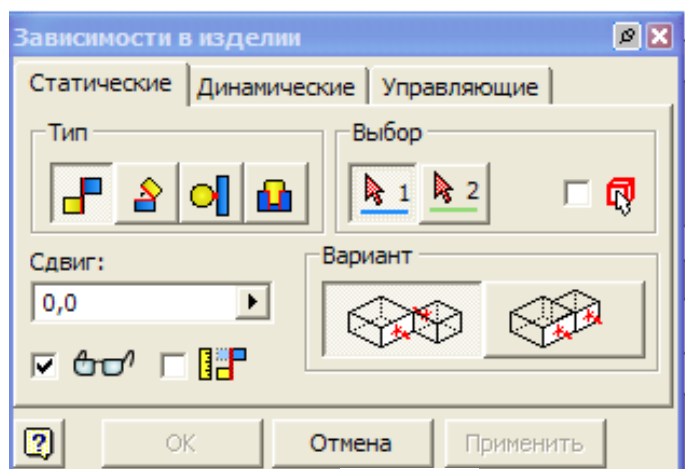 Зависимости в изделии
Статические Динамические Управляющие
Тип Выбор
1 2
Сдвиг: Вариант
0,0
? OK Отмена Применить